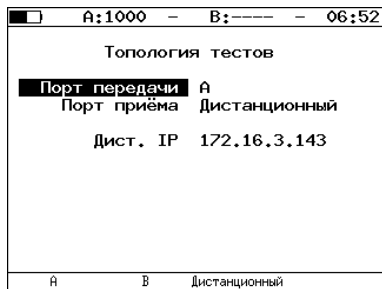 A:1000 – B:---- – 06:52
Топология тестов
Порт передачи A
Порт приёма Дистанционный
Дист. IP 172.16.3.143
A B Дистанционный